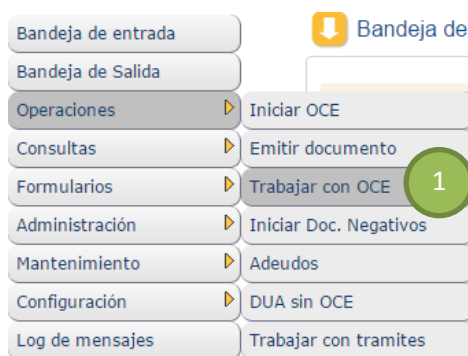 Bandeja de
Bandeja de entrada
Bandeja de Salida
Operaciones
Consultas
Formularios
Administración
Mantenimiento
Configuración
Log de mensajes
Iniciar OCE
Emitir documento
Trabajar con OCE
1
Iniciar Doc. Negativos
Adeudos
DUA sin OCE
Trabajar con tramites